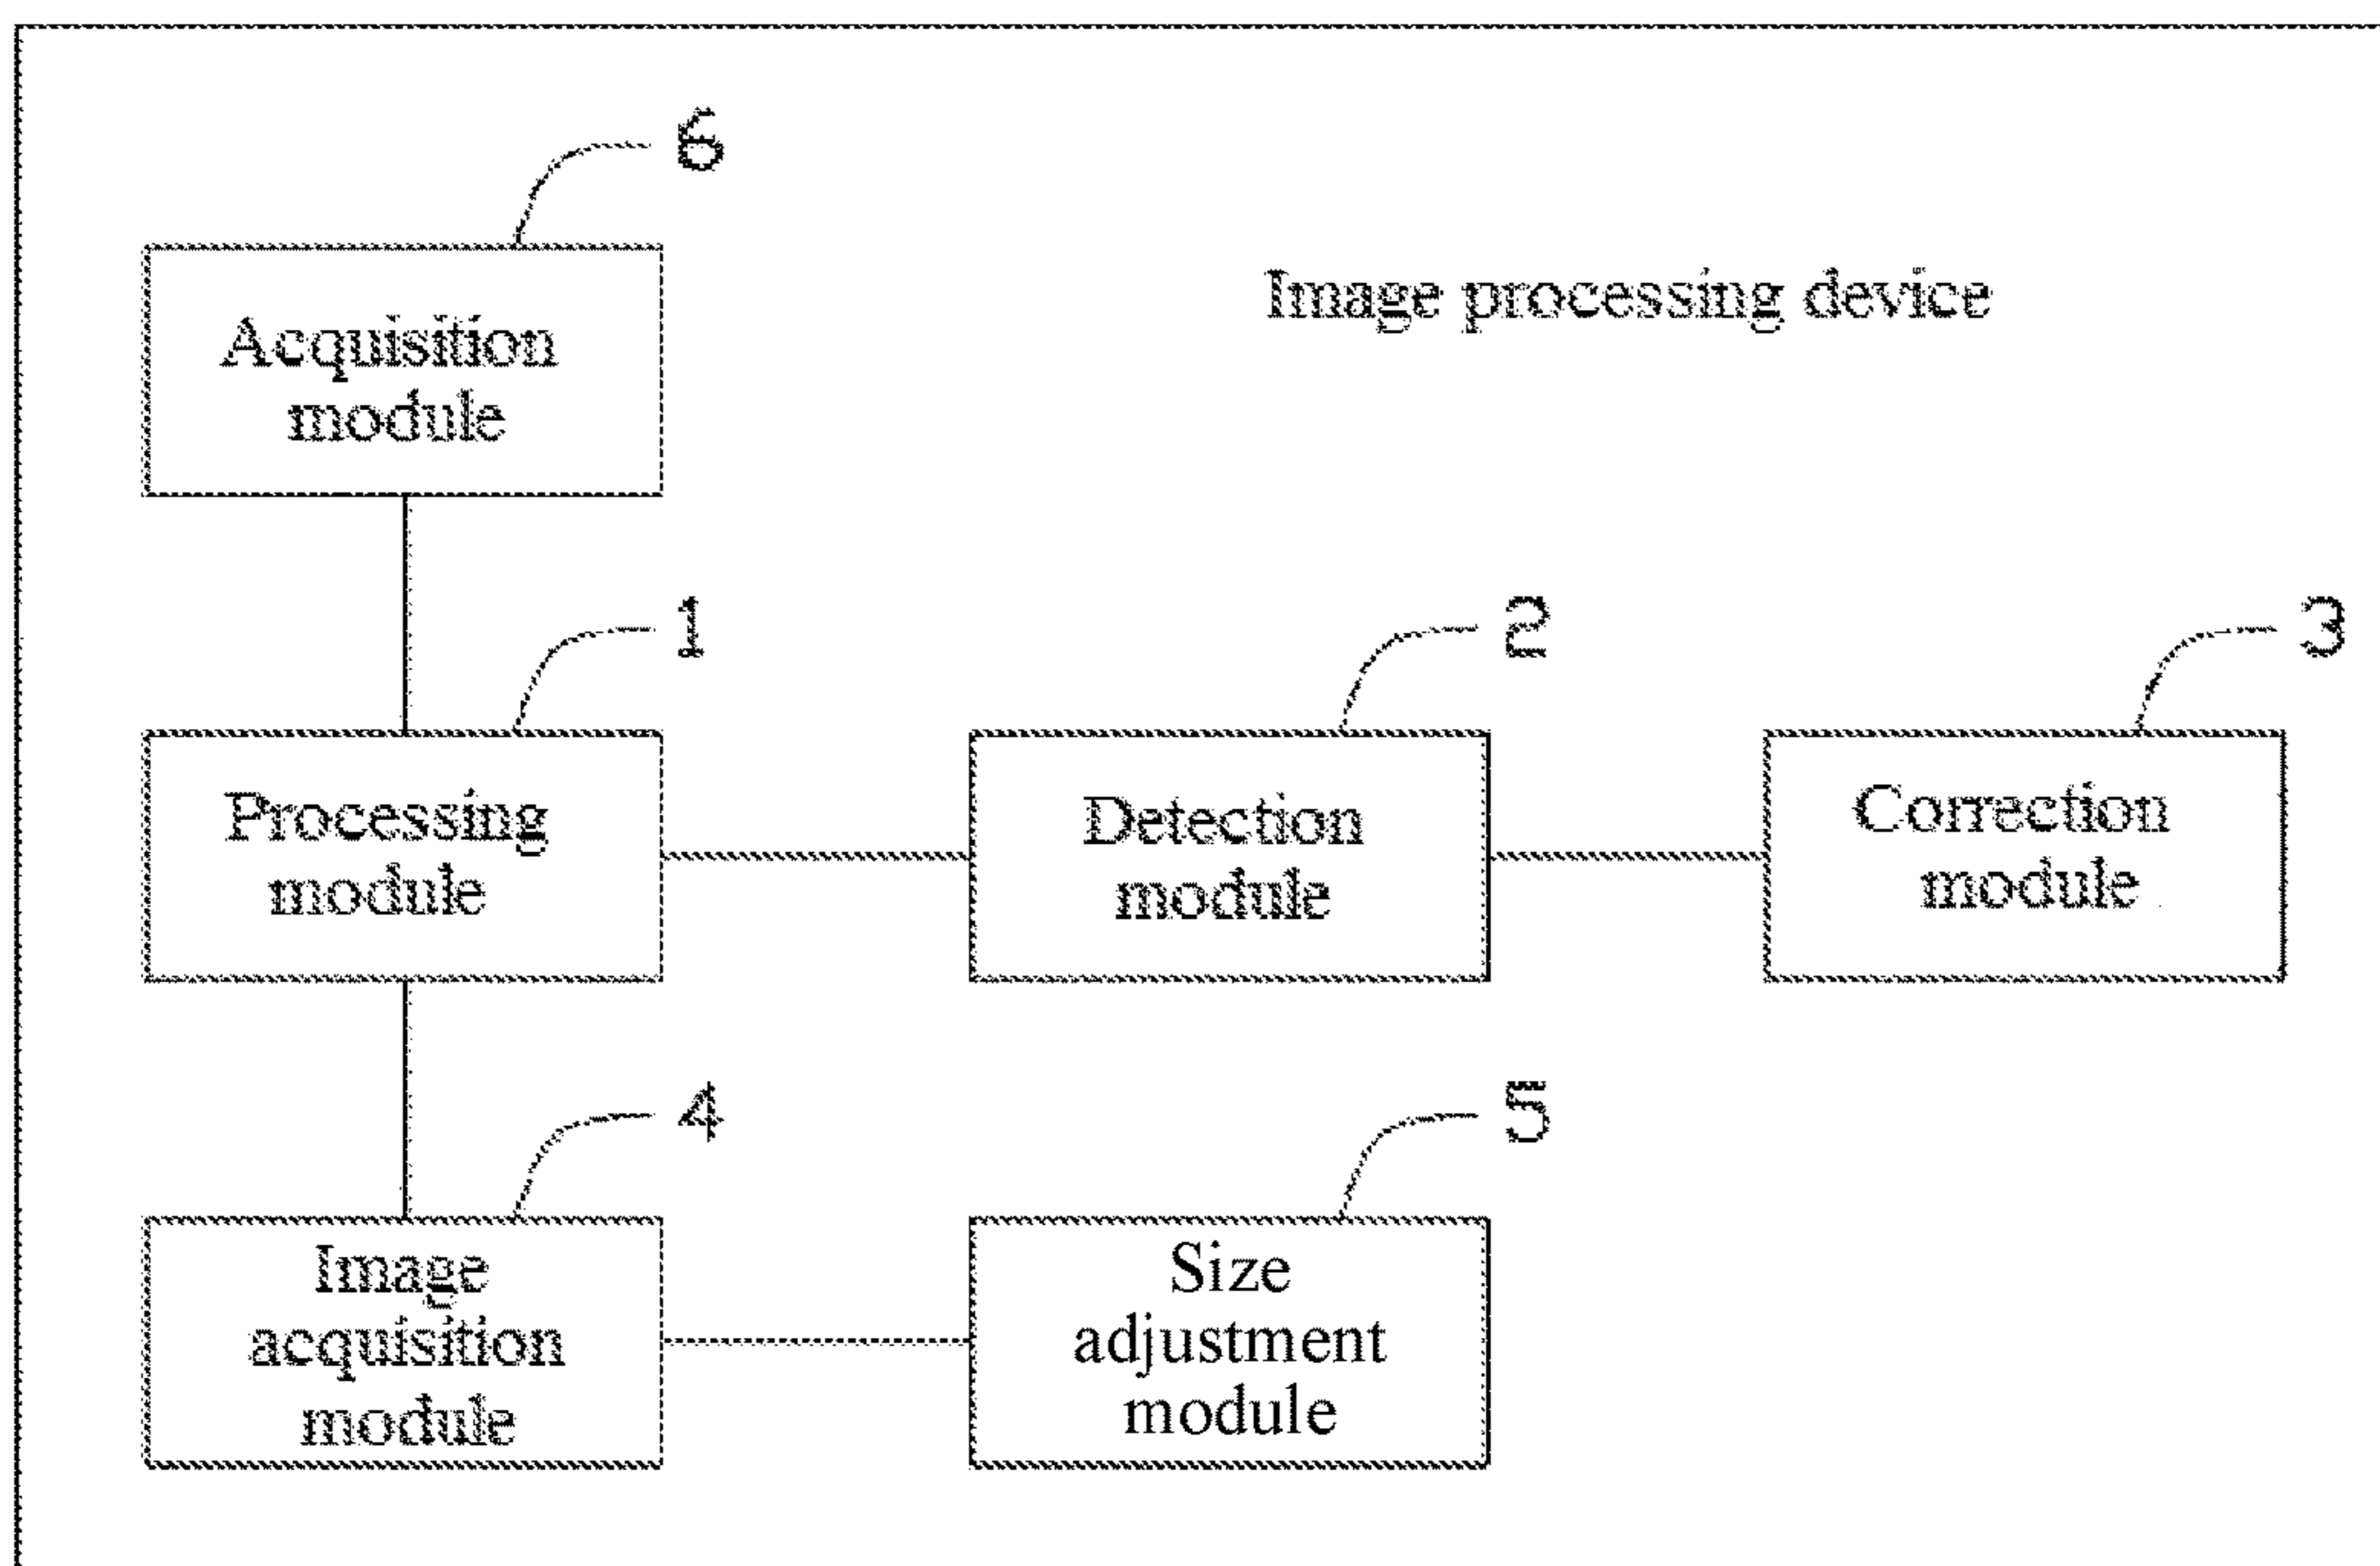 6
Acquisition
module
Image processing device
1
Processing
module
2
Detection
module
3
Correction
module
4
Image
acquisition
module
5
Size
adjustment
module